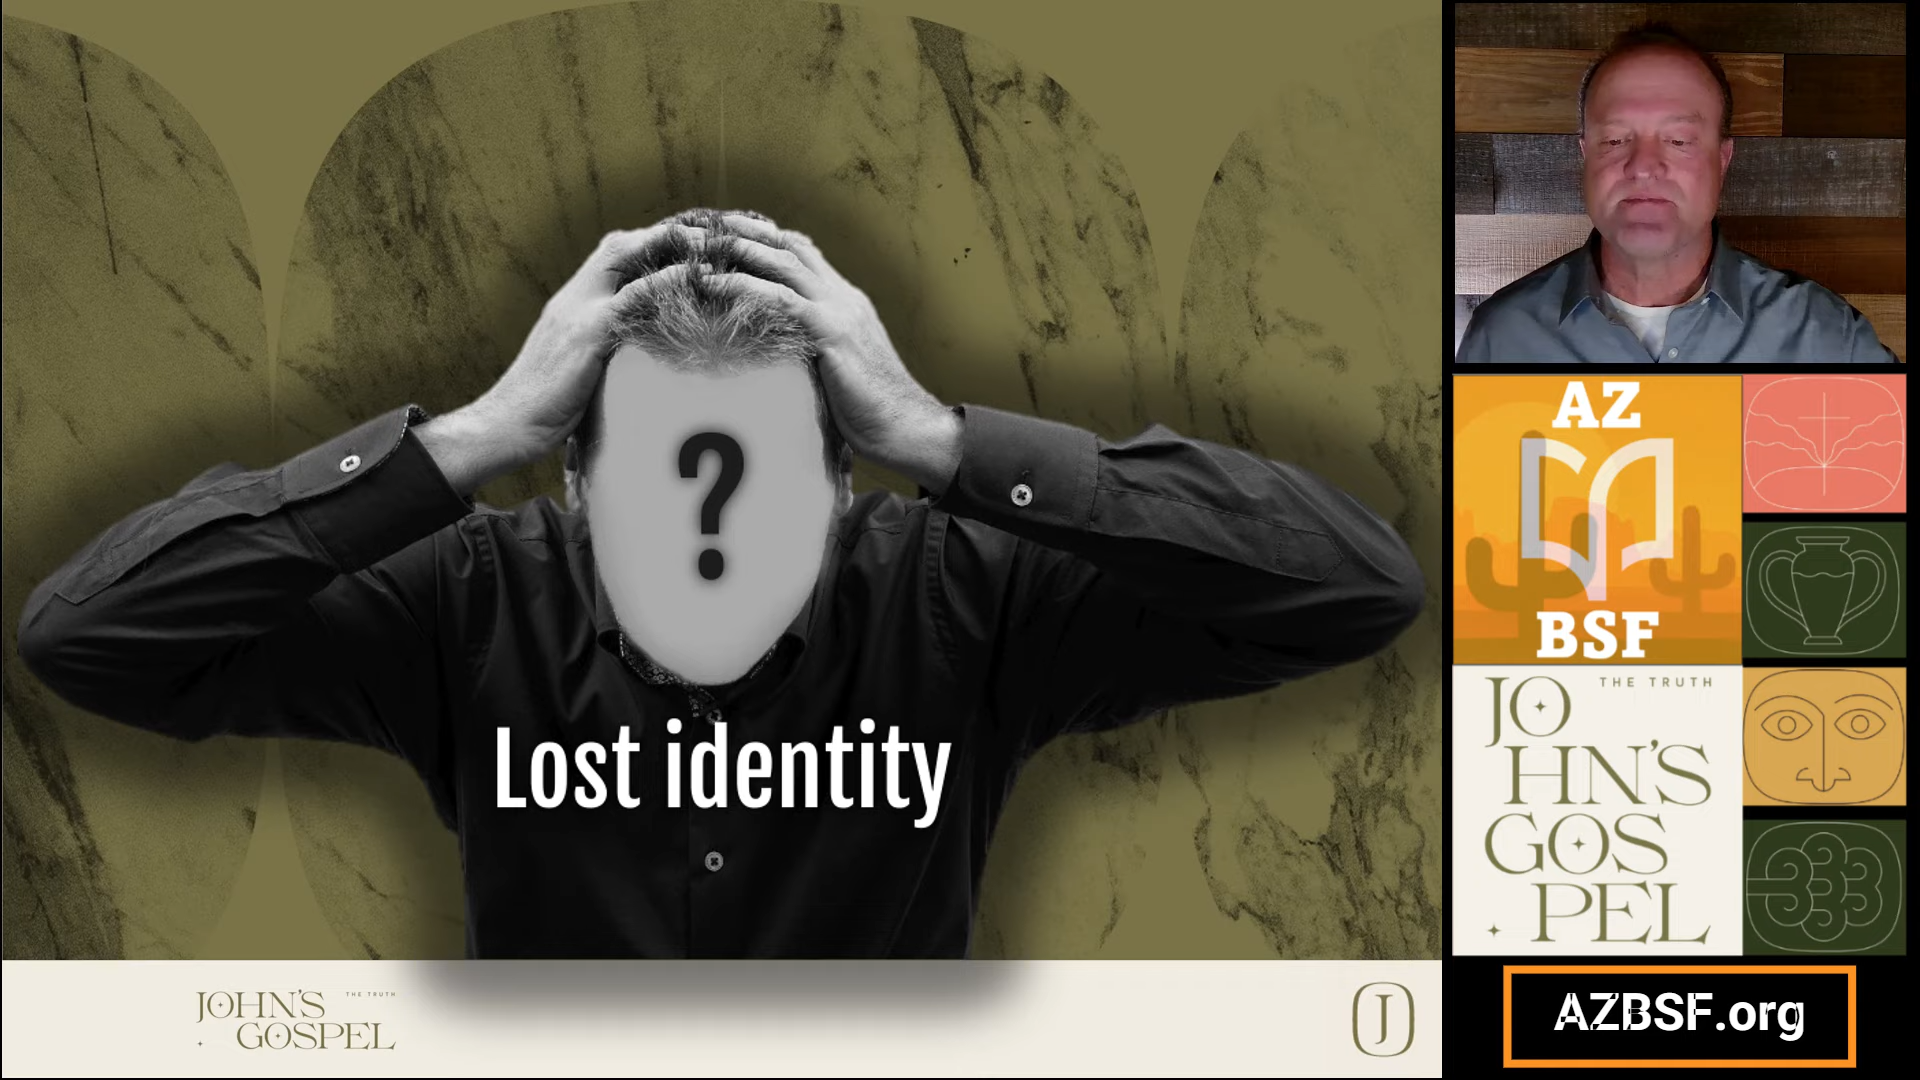 ?
Lost identity
JOHN'S THE TRUTH
GOSPEL
J
AZ
BSF
THE TRUTH
JO
HN'S
GOS
PEL
AZBSF.org